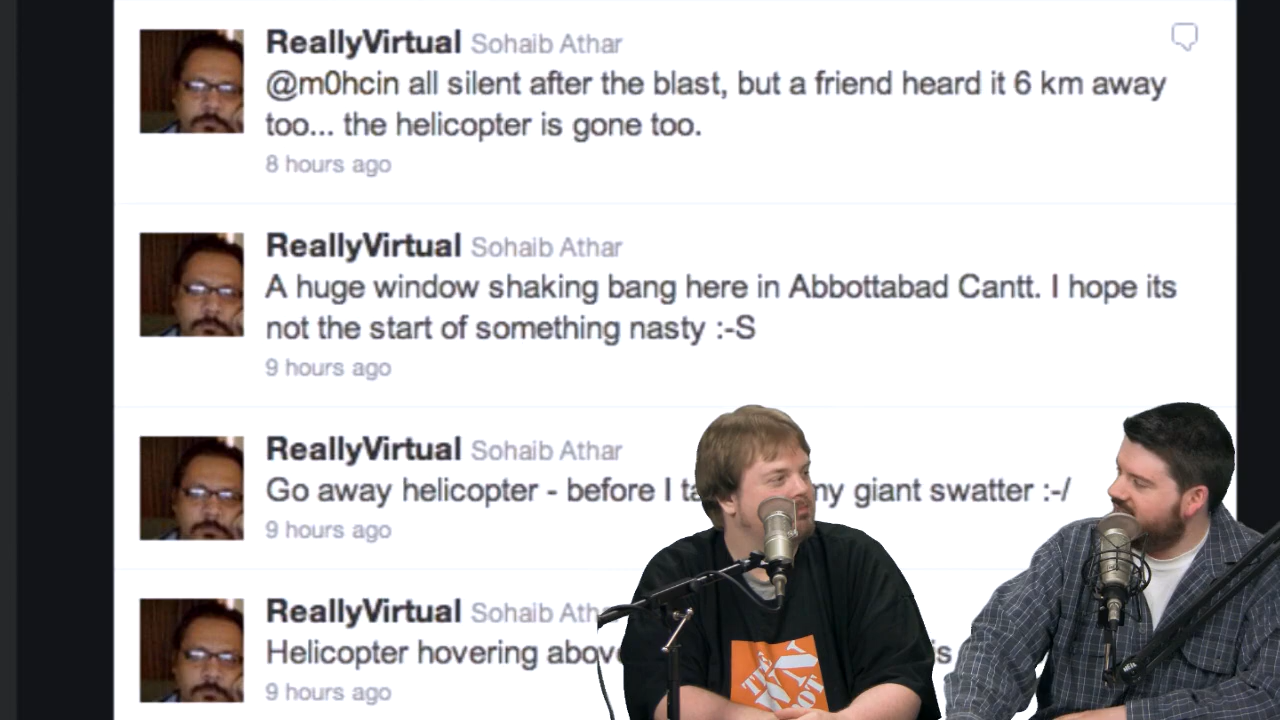 ReallyVirtual Sohaib Athar
@m0hcin all silent after the blast, but a friend heard it 6 km away
too... the helicopter is gone too.
8 hours ago
ReallyVirtual Sohaib Athar
A huge window shaking bang here in Abbottabad Cantt. I hope its
not the start of something nasty :-S
9 hours ago
ReallyVirtual Sohaib Athar
Go away helicopter - before I my giant swatter :-/
9 hours ago
ReallyVirtual Sohaib
Helicopter hovering is
9 hours ago
THE